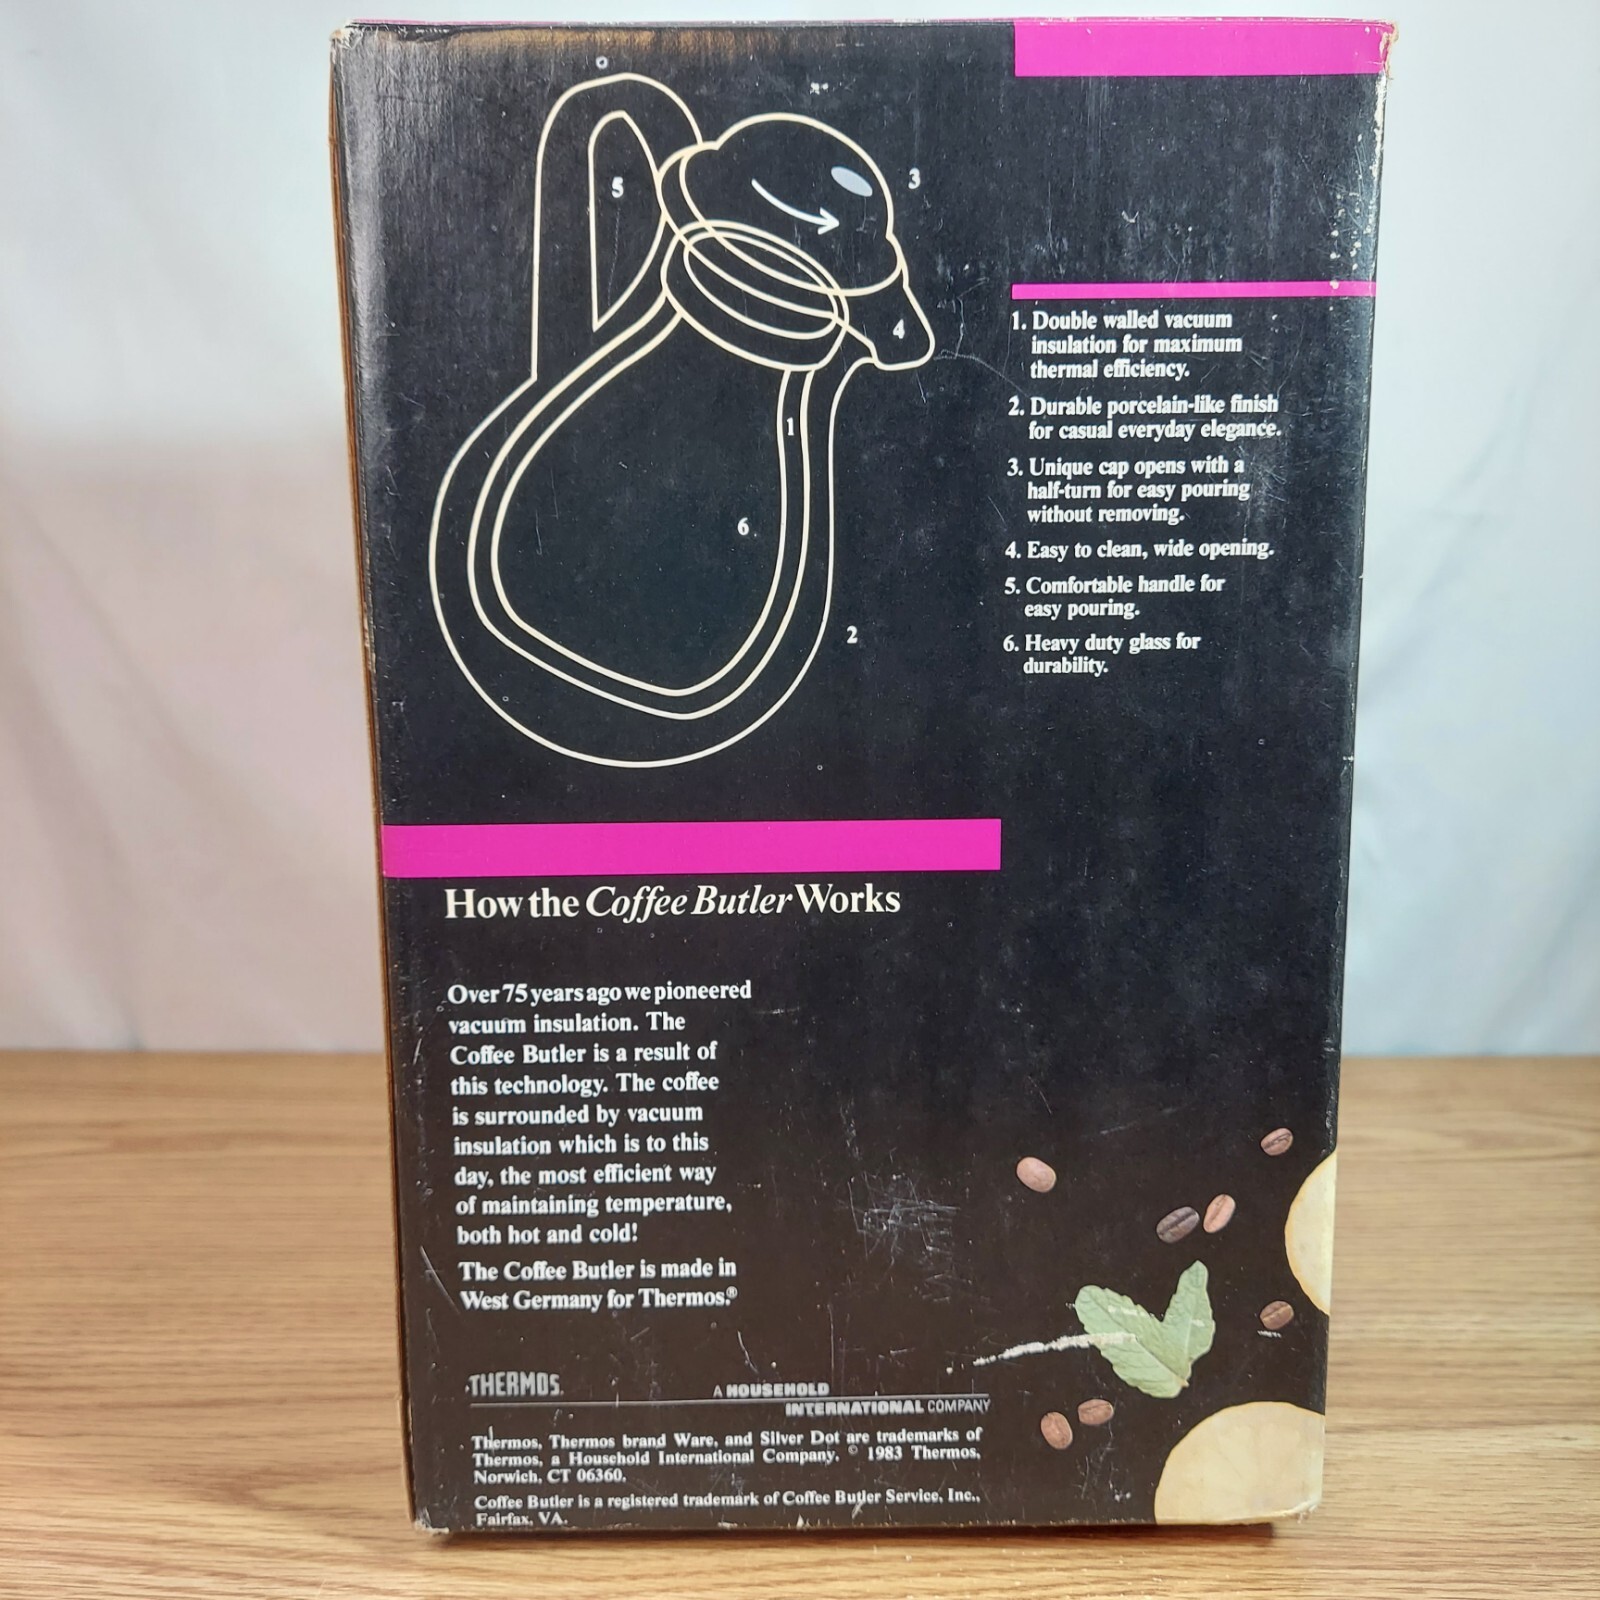 5
3
4
1
6
2
1. Double walled vacuum
insulation for maximum
thermal efficiency.
2. Durable porcelain-like finish
for casual everyday elegance.
3. Unique cap opens with a
half-turn for easy pouring
without removing.
4. Easy to clean, wide opening.
5. Comfortable handle for
easy pouring.
6. Heavy duty glass for
durability.
How the Coffee Butler Works
Over 75 years ago we pioneered
vacuum insulation. The
Coffee Butler is a result of
this technology. The coffee
is surrounded by vacuum
insulation which is to this
day, the most efficient way
of maintaining temperature,
both hot and cold!
The Coffee Butler is made in
West Germany for Thermos.®
THERMOS.
A HOUSEHOLD
INTERNATIONAL COMPANY
Thermos, Thermos brand Ware, and Silver Dot are trademarks of
Thermos, a Household International Company. © 1983 Thermos,
Norwich, CT 06360.
Coffee Butler is a registered trademark of Coffee Butler Service, Inc.,
Fairfax, VA.